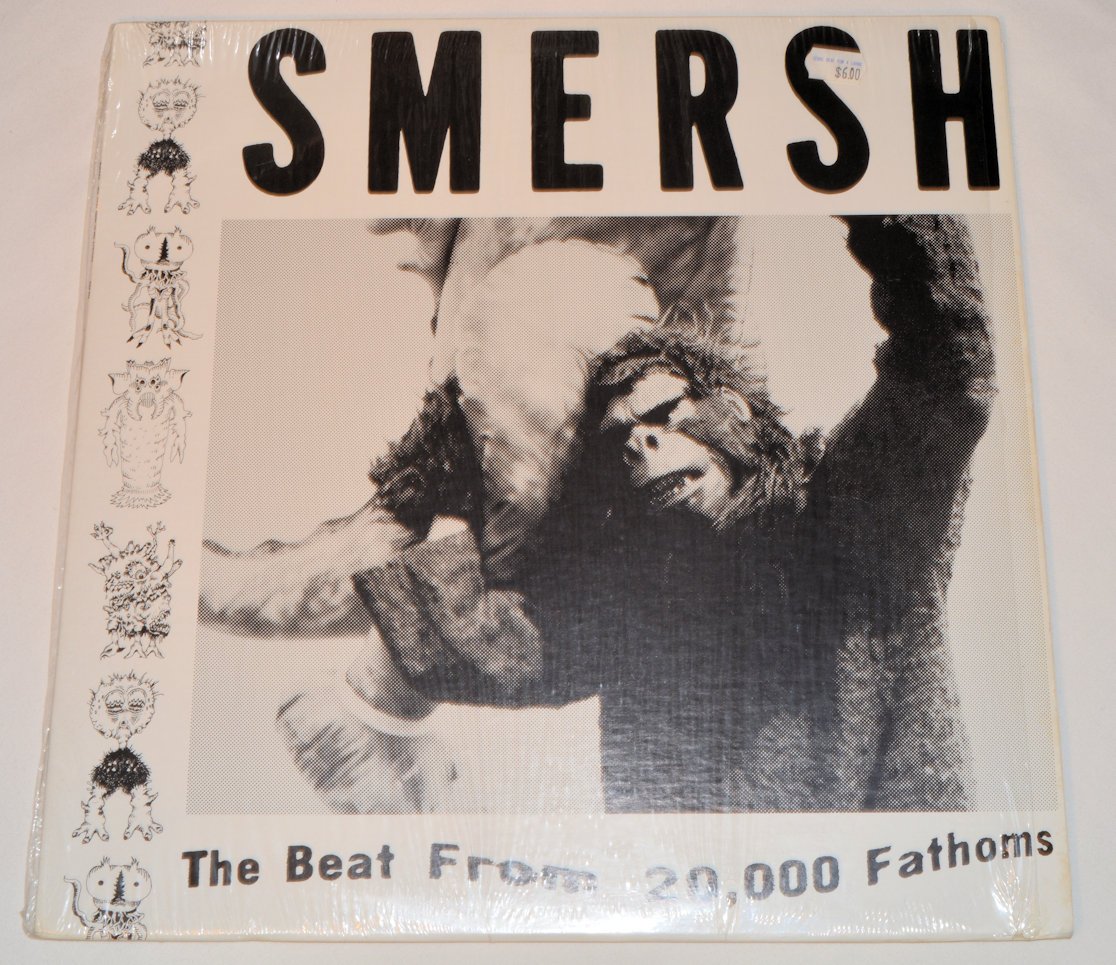 SMERSH
$6.00
The Beat From 20,000 Fathoms